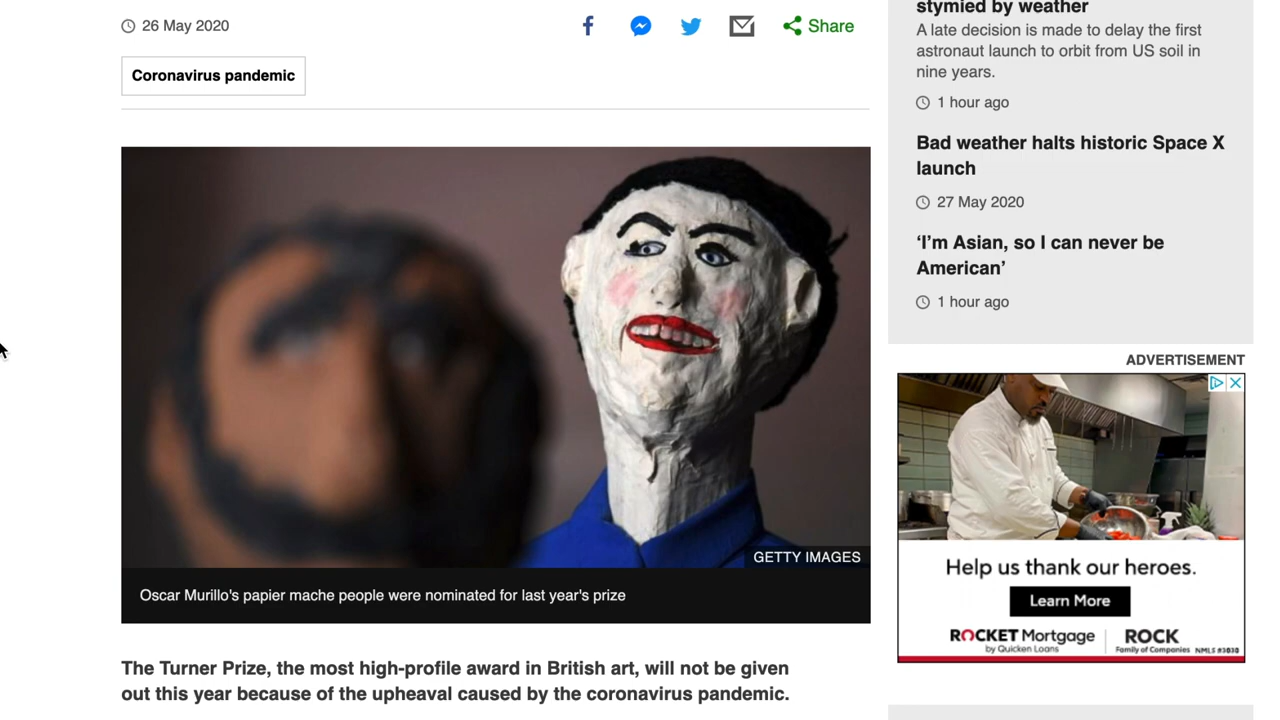 26 May 2020
Share
Coronavirus pandemic
GETTY IMAGES
Oscar Murillo's papier mache people were nominated for last year's prize
The Turner Prize, the most high-profile award in British art, will not be given
out this year because of the upheaval caused by the coronavirus pandemic.
stymied by weather
A late decision is made to delay the first
astronaut launch to orbit from US soil in
nine years.
1 hour ago
Bad weather halts historic Space X
launch
27 May 2020
‘I’m Asian, so I can never be
American’
1 hour ago
ADVERTISEMENT
Help us thank our heroes.
Learn More
ROCKET Mortgage
by Quicken Loans
ROCK
Family of Companies NMLS #3030